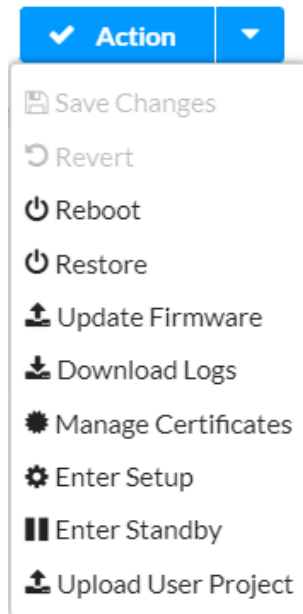 Action
Save Changes
Revert
Reboot
Restore
Update Firmware
Download Logs
Manage Certificates
Enter Setup
Enter Standby
Upload User Project